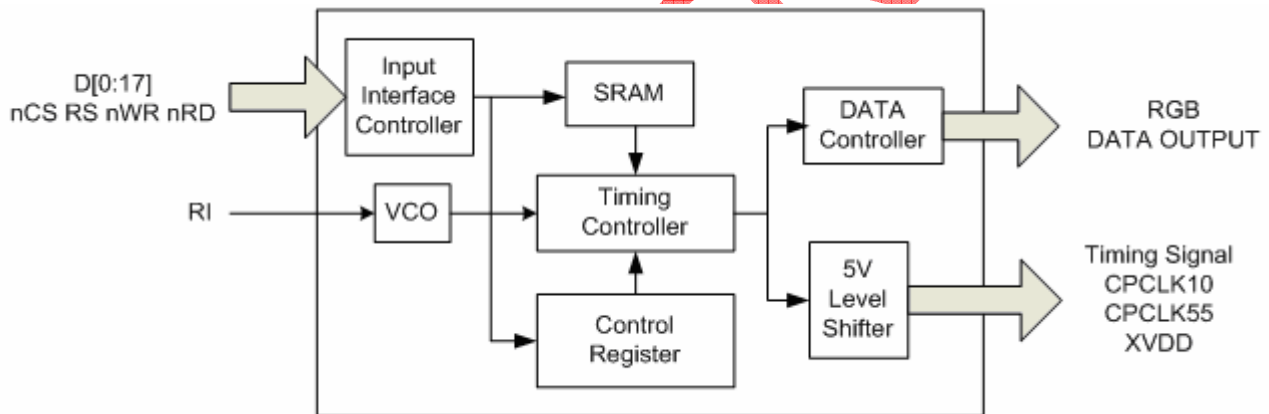 D[0:17]
nCS RS nWR nRD
Input
Interface
Controller
SRAM
DATA
Controller
RGB
DATA OUTPUT
RI
VCO
Timing
Controller
Control
Register
5V
Level
Shifter
Timing Signal
CPCLK10
CPCLK55
XVDD